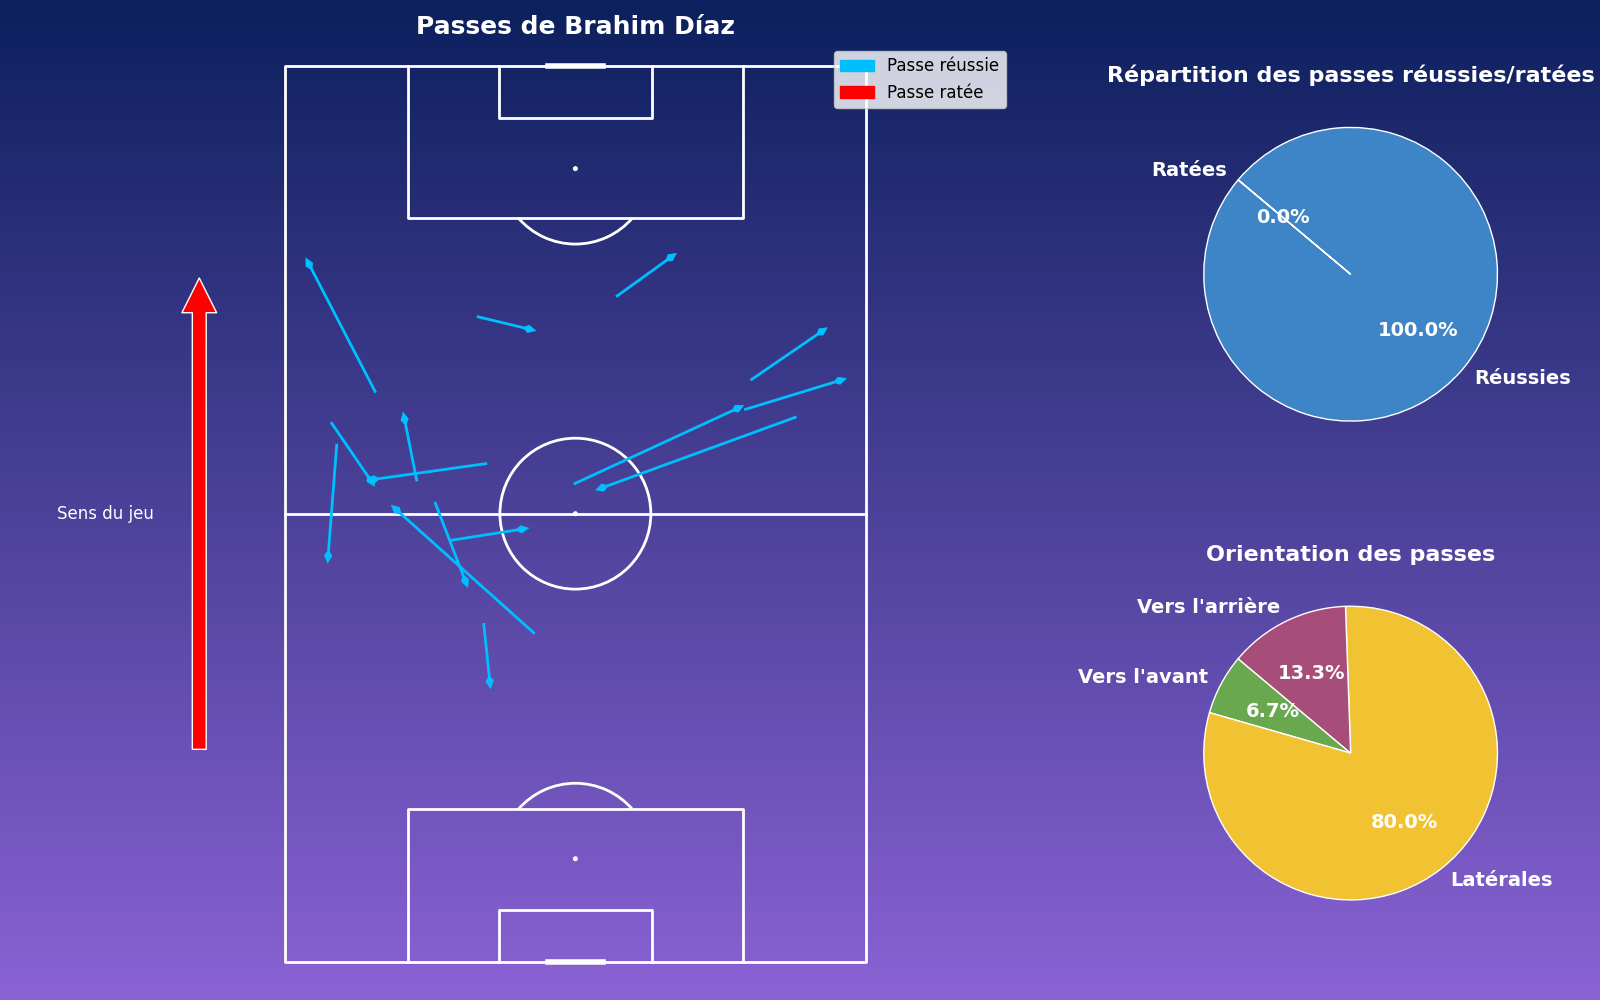 Passes de Brahim Díaz
Passe réussie
Passe ratée
Sens du jeu
Répartition des passes réussies/ratées
Ratées
0.0%
100.0%
Réussies
Orientation des passes
Vers l'arrière
13.3%
Vers l'avant
6.7%
80.0%
Latérales